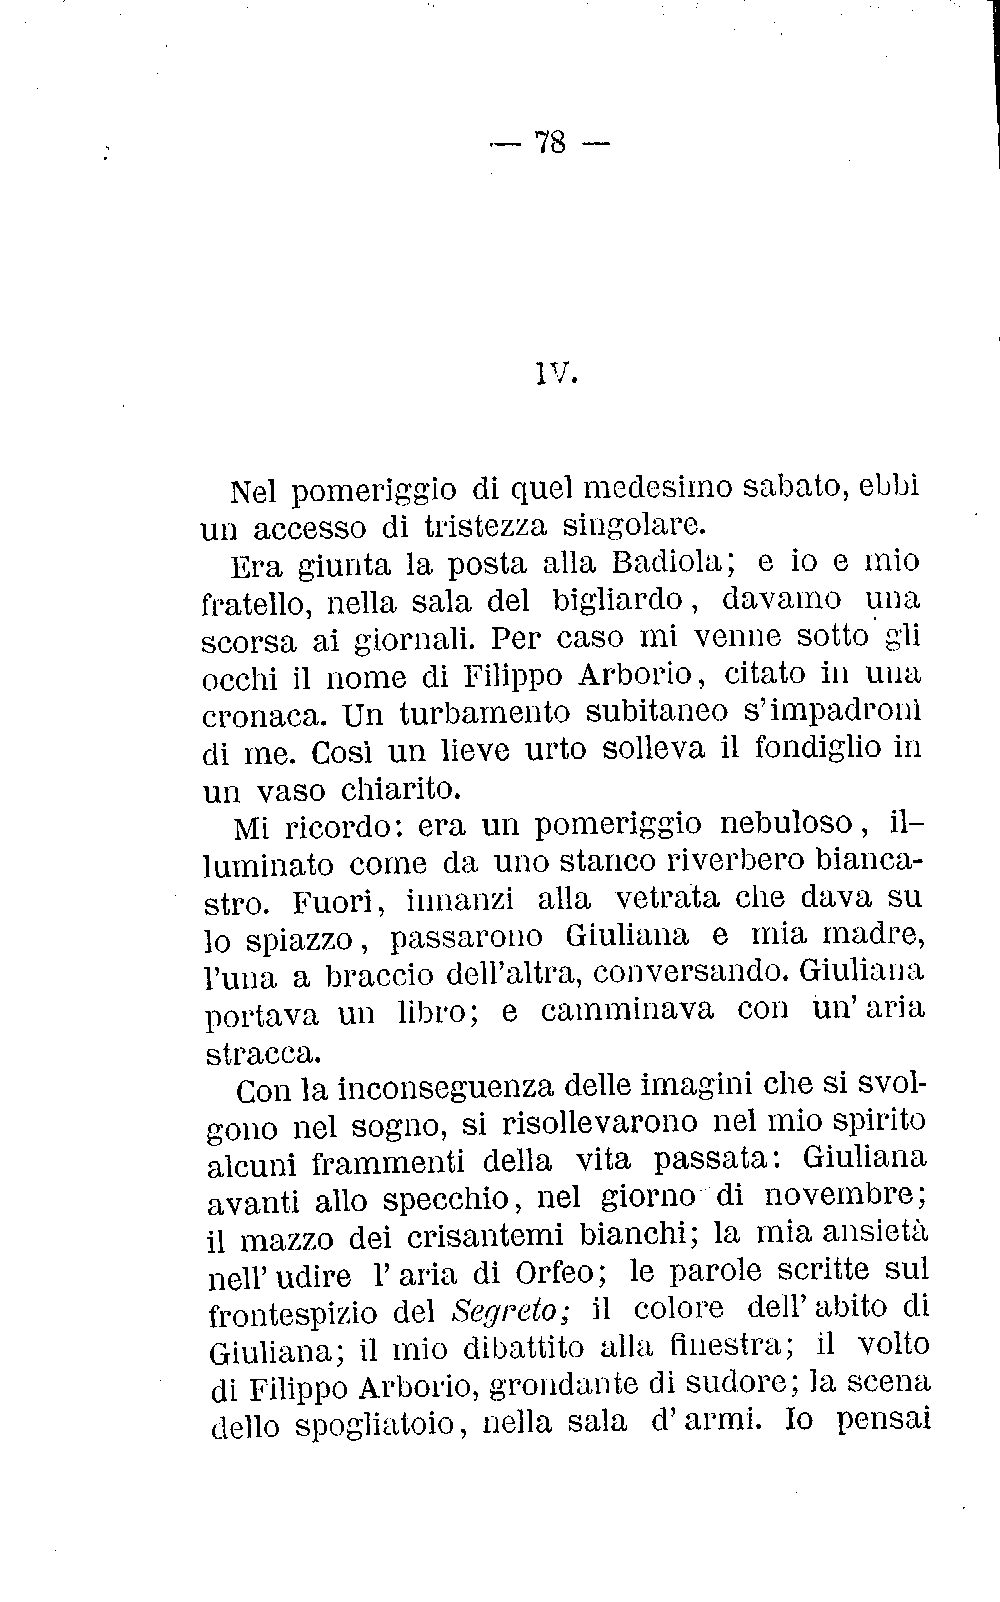 — 78 —
IV.
Nel pomeriggio di quel medesimo sabato, ebbi
un accesso di tristezza singolare.
Era giunta la posta alla Badiola; e io e mio
fratello, nella sala del bigliardo, davamo una
scorsa ai giornali. Per caso mi venne sotto gli
occhi il nome di Filippo Arborio, citato in una
cronaca. Un turbamento subitaneo s'impadronì
di me. Così un lieve urto solleva il fondiglio in
un vaso chiarito.
Mi ricordo: era un pomeriggio nebuloso, il-
luminato come da uno stanco riverbero bianca-
stro. Fuori, innanzi alla vetrata che dava su
lo spiazzo, passarono Giuliana e mia madre,
l'una a braccio dell'altra, conversando. Giuliana
portava un libro; e camminava con un' aria
stracca.
Con la inconseguenza delle imagini che si svol-
gono nel sogno, si risollevarono nel mio spirito
alcuni frammenti della vita passata: Giuliana
avanti allo specchio, nel giorno di novembre;
il mazzo dei crisantemi bianchi; la mia ansietà
nell' udire l' aria di Orfeo; le parole scritte sul
frontespizio del Segreto; il colore dell' abito di
Giuliana; il mio dibattito alla finestra; il volto
di Filippo Arborio, grondante di sudore; la scena
dello spogliatoio, nella sala d' armi. Io pensai